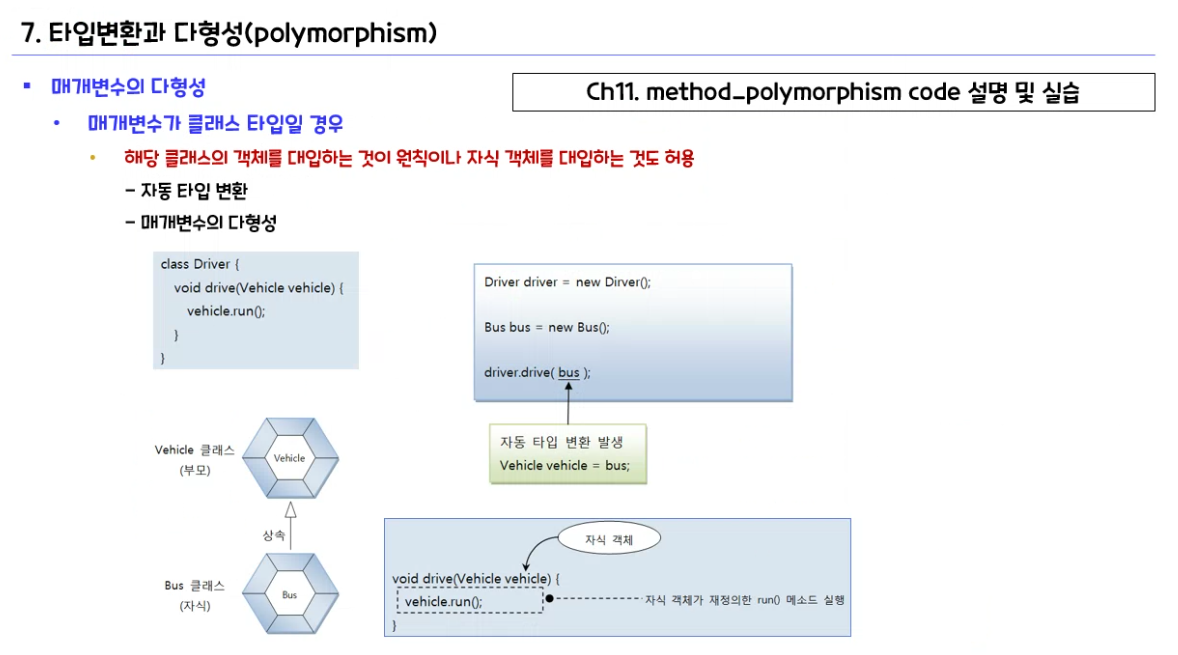 7. 타입변환과 다형성(polymorphism)
▪ 매개변수의 다형성
Ch11. method_polymorphism code 설명 및 실습
• 매개변수가 클래스 타입일 경우
• 해당 클래스의 객체를 대입하는 것이 원칙이나 자식 객체를 대입하는 것도 허용
– 자동 타입 변환
– 매개변수의 다형성
class Driver {
void drive(Vehicle vehicle) {
vehicle.run();
}
}
Driver driver = new Dirver();
Bus bus = new Bus();
driver.drive( bus );
자동 타입 변환 발생
Vehicle vehicle = bus;
Vehicle 클래스
(부모)
Vehicle
상속
Bus 클래스
(자식)
Bus
자식 객체
void drive(Vehicle vehicle) {
vehicle.run();
자식 객체가 재정의한 run() 메소드 실행
}